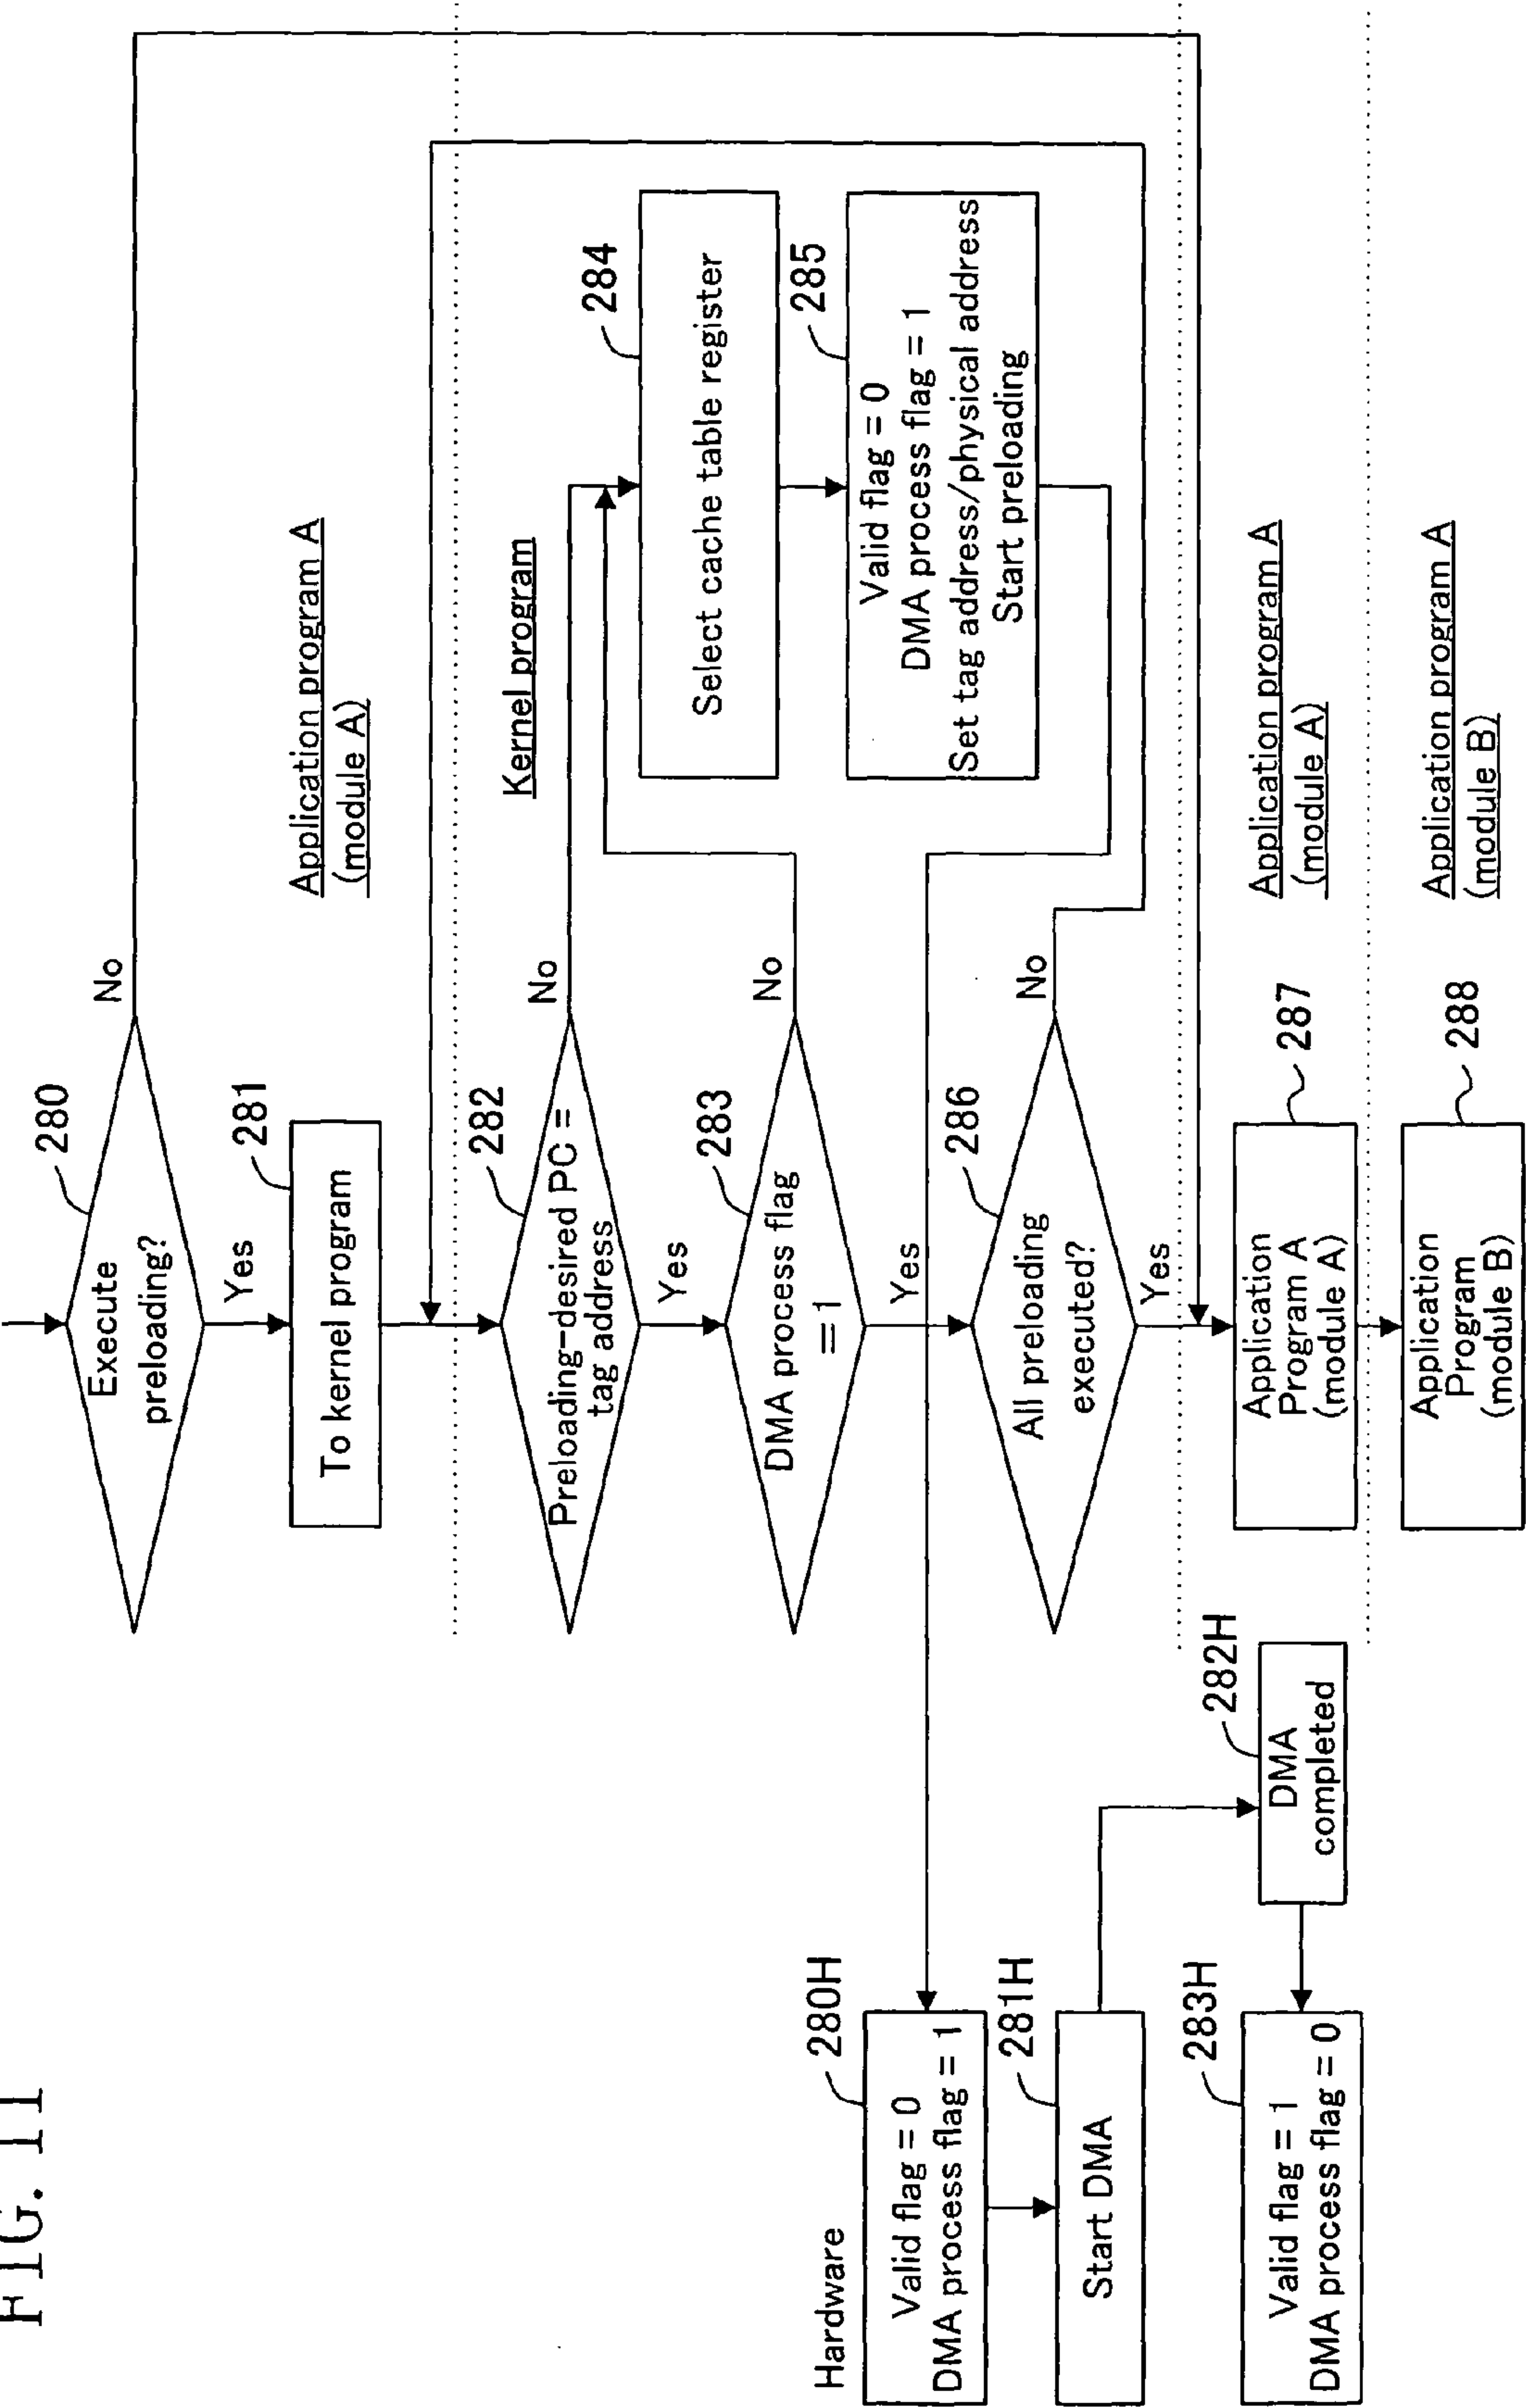 FIG. 11
280
Execute
preloading?
No
Yes
281
To kernel program
Application program A
(module A)
Kernel program
282
Preloading-desired PC =
tag address
No
Yes
283
DMA process flag
= 1
No
Yes
284
Select cache table register
285
Valid flag = 0
DMA process flag = 1
Set tag address/physical address
Start preloading
286
All preloading
executed?
No
Yes
287
Application
Program A
(module A)
Application program A
(module A)
288
Application
Program
(module B)
Application program A
(module B)
Hardware
280H
Valid flag = 0
DMA process flag = 1
281H
Start DMA
282H
DMA
completed
283H
Valid flag = 1
DMA process flag = 0